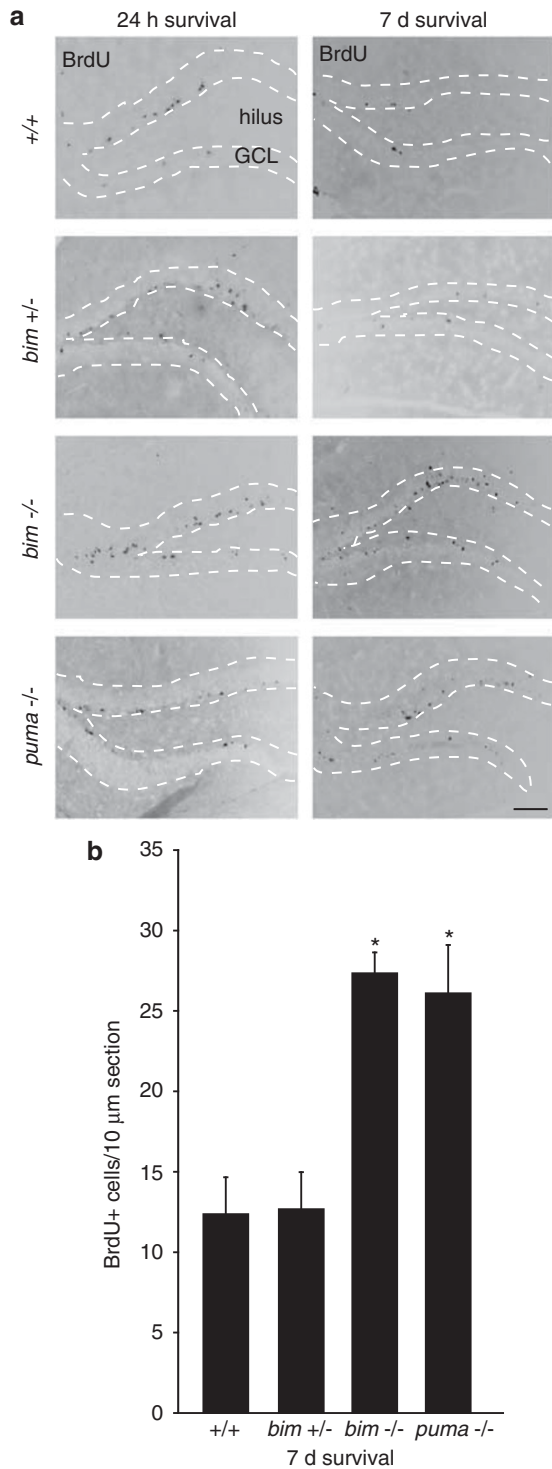 a
24 h survival
7 d survival
+/+
BrdU
hilus
GCL
BrdU
bim +/-
bim -/-
puma -/-
b
BrdU+ cells/10 µm section
35
30
25
20
15
10
5
0
*
*
+/+
bim +/-
bim -/-
puma -/-
7 d survival